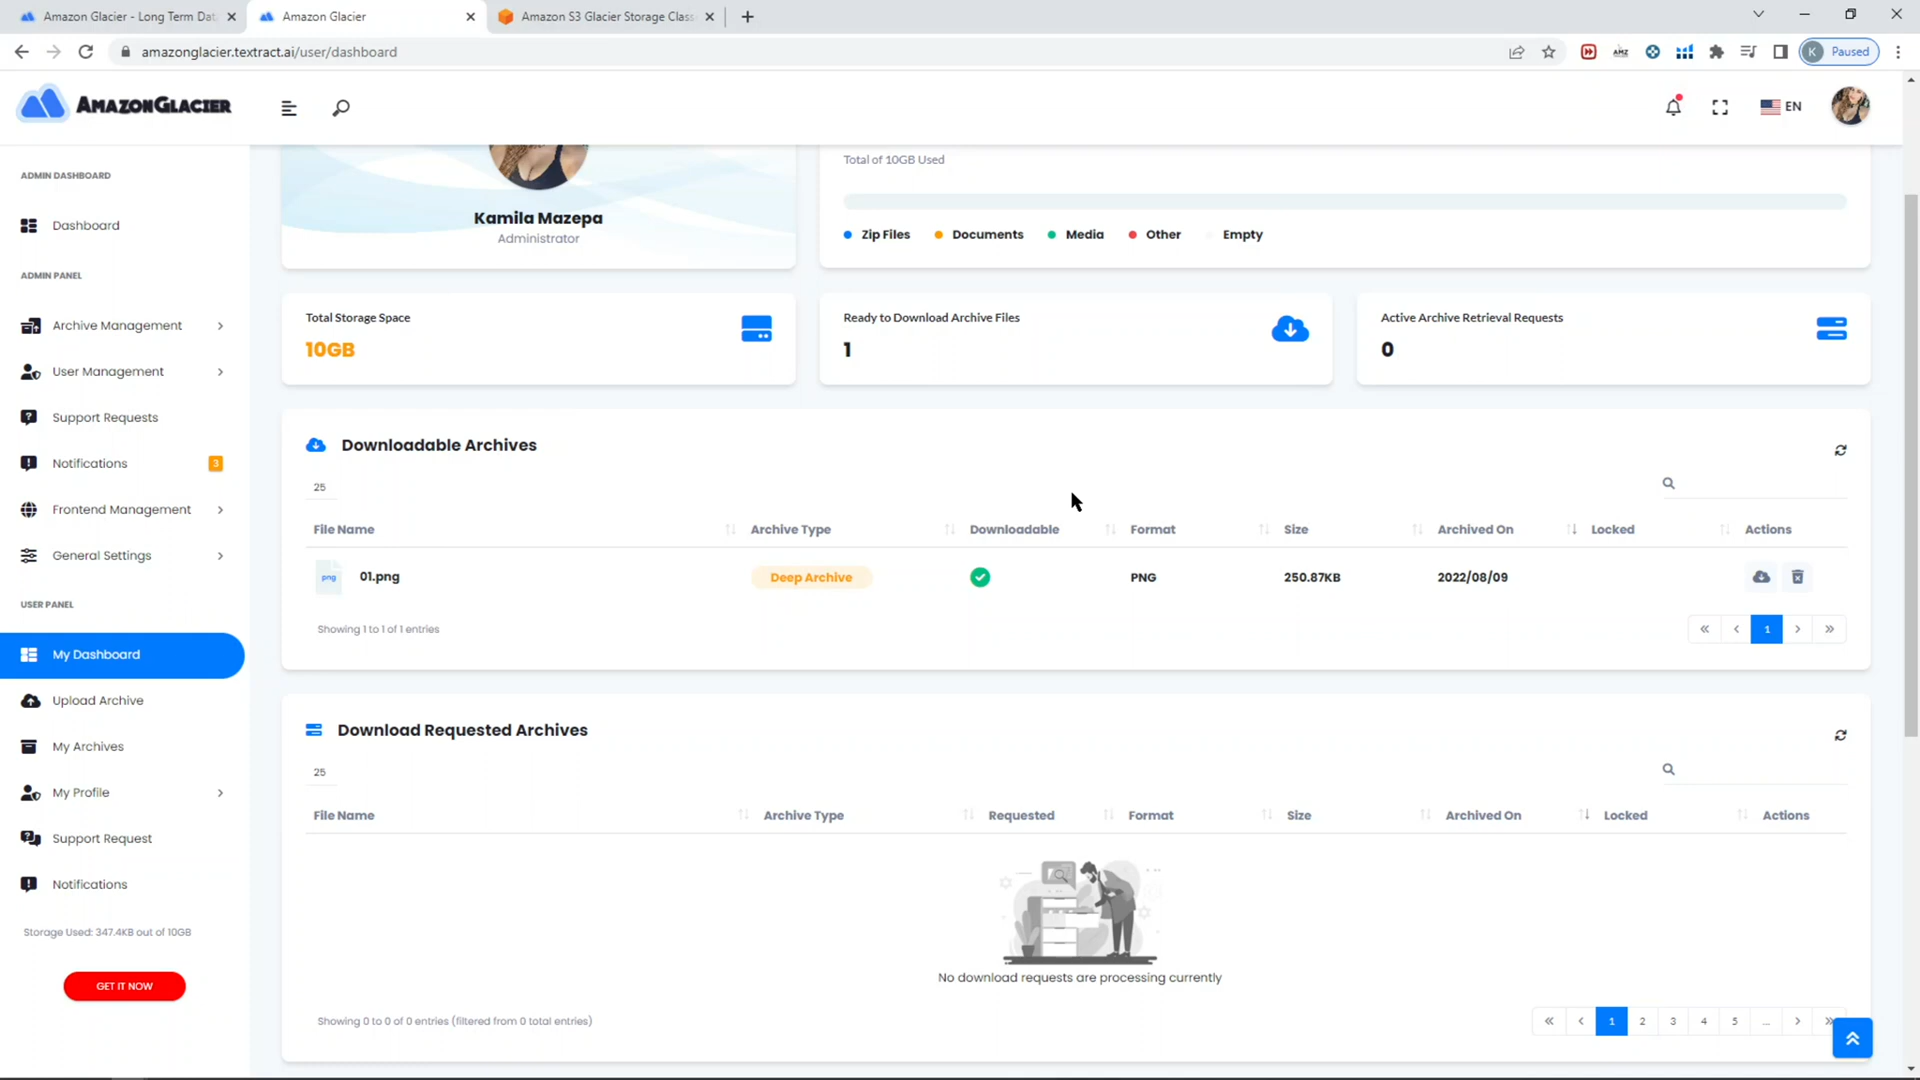 Amazon Glacier - Long Term Dat
Amazon Glacier
Amazon S3 Glacier Storage Class
amazonglacier.textract.ai/user/dashboard
AMZ
K Paused
AMAZONGLACIER
EN
ADMIN DASHBOARD
Dashboard
ADMIN PANEL
Archive Management
User Management
Support Requests
Notifications 3
Frontend Management
General Settings
USER PANEL
My Dashboard
Upload Archive
My Archives
My Profile
Support Request
Notifications
Storage Used: 347.4KB out of 10GB
GET IT NOW
Kamila Mazepa
Administrator
Total of 10GB Used
Zip Files Documents Media Other Empty
Total Storage Space
10GB
Ready to Download Archive Files
1
Active Archive Retrieval Requests
0
Downloadable Archives
25
File Name Archive Type Downloadable Format Size Archived On Locked Actions
png 01.png Deep Archive PNG 250.87KB 2022/08/09
Showing 1 to 1 of 1 entries
« ‹ 1 › »
Download Requested Archives
25
File Name Archive Type Requested Format Size Archived On Locked Actions
No download requests are processing currently
Showing 0 to 0 of 0 entries (filtered from 0 total entries)
« ‹ 1 2 3 4 5 ... › »